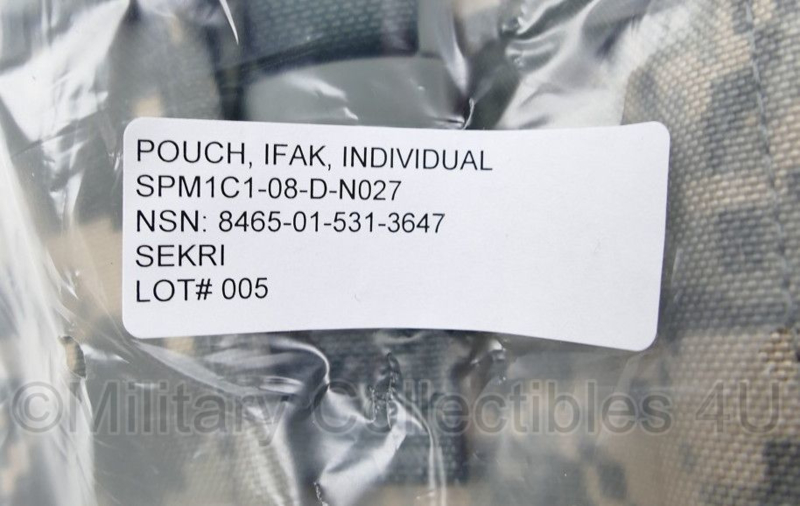 POUCH, IFAK, INDIVIDUAL
SPM1C1-08-D-N027
NSN: 8465-01-531-3647
SEKRI
LOT# 005
©Military Collectibles 4U